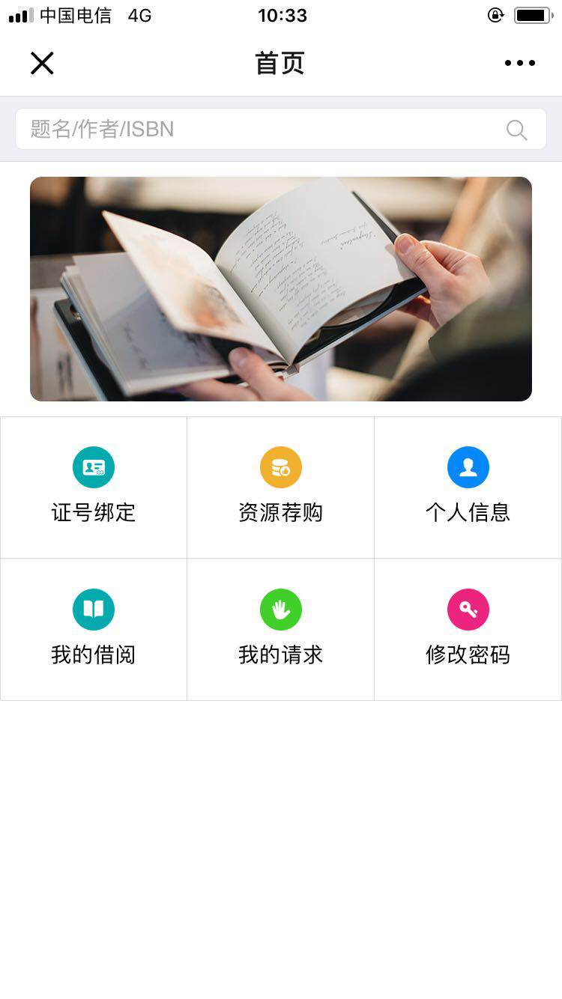 中国电信 4G 10:33
首页
题名/作者/ISBN
证号绑定 资源荐购 个人信息
我的借阅 我的请求 修改密码